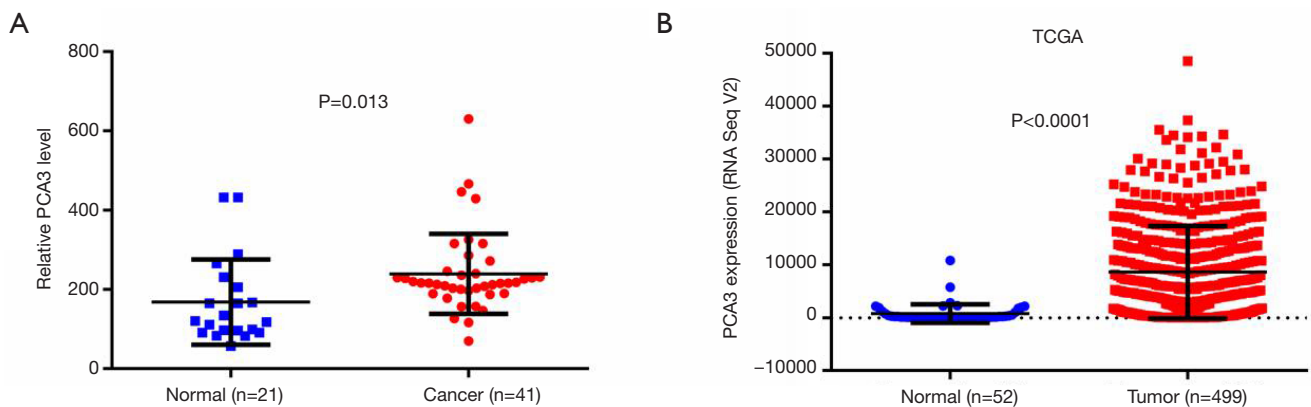 A
Relative PCA3 level
800
600
400
200
0
P=0.013
Normal (n=21)
Cancer (n=41)
B
TCGA
PCA3 expression (RNA Seq V2)
50000
40000
30000
20000
10000
0
−10000
P<0.0001
Normal (n=52)
Tumor (n=499)